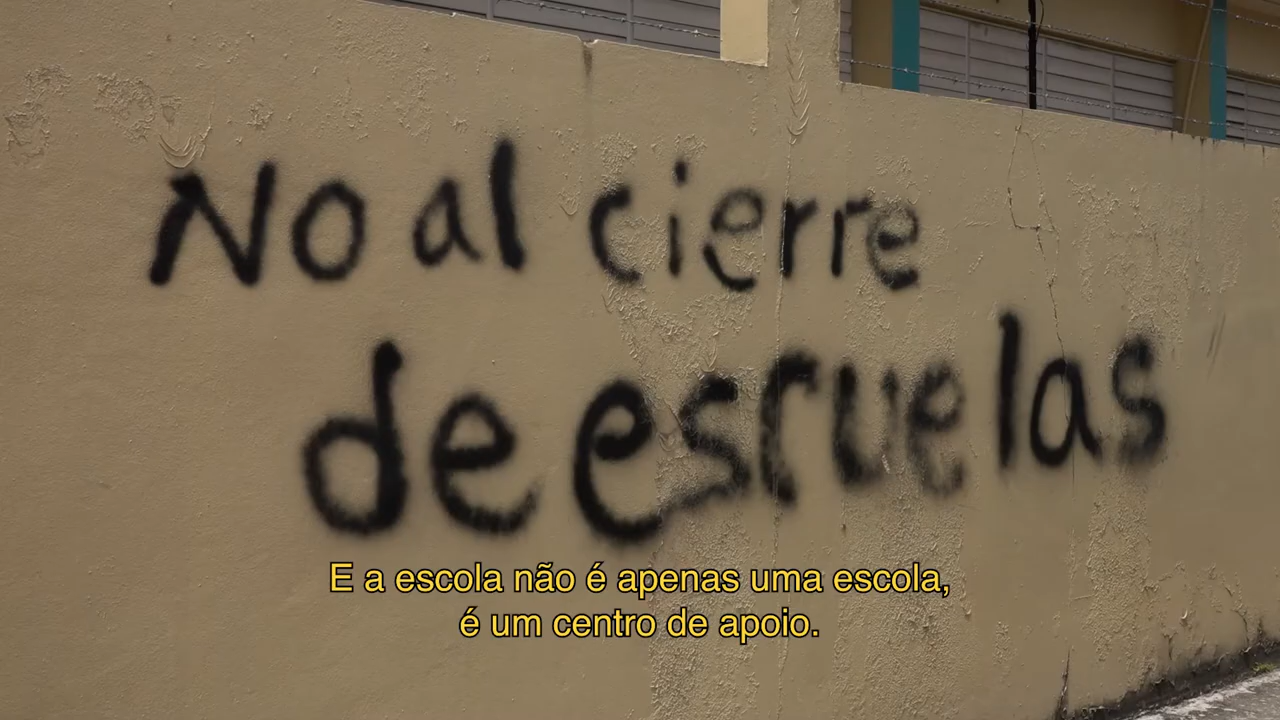 No al cierre
de escuelas
E a escola não é apenas uma escola,
é um centro de apoio.